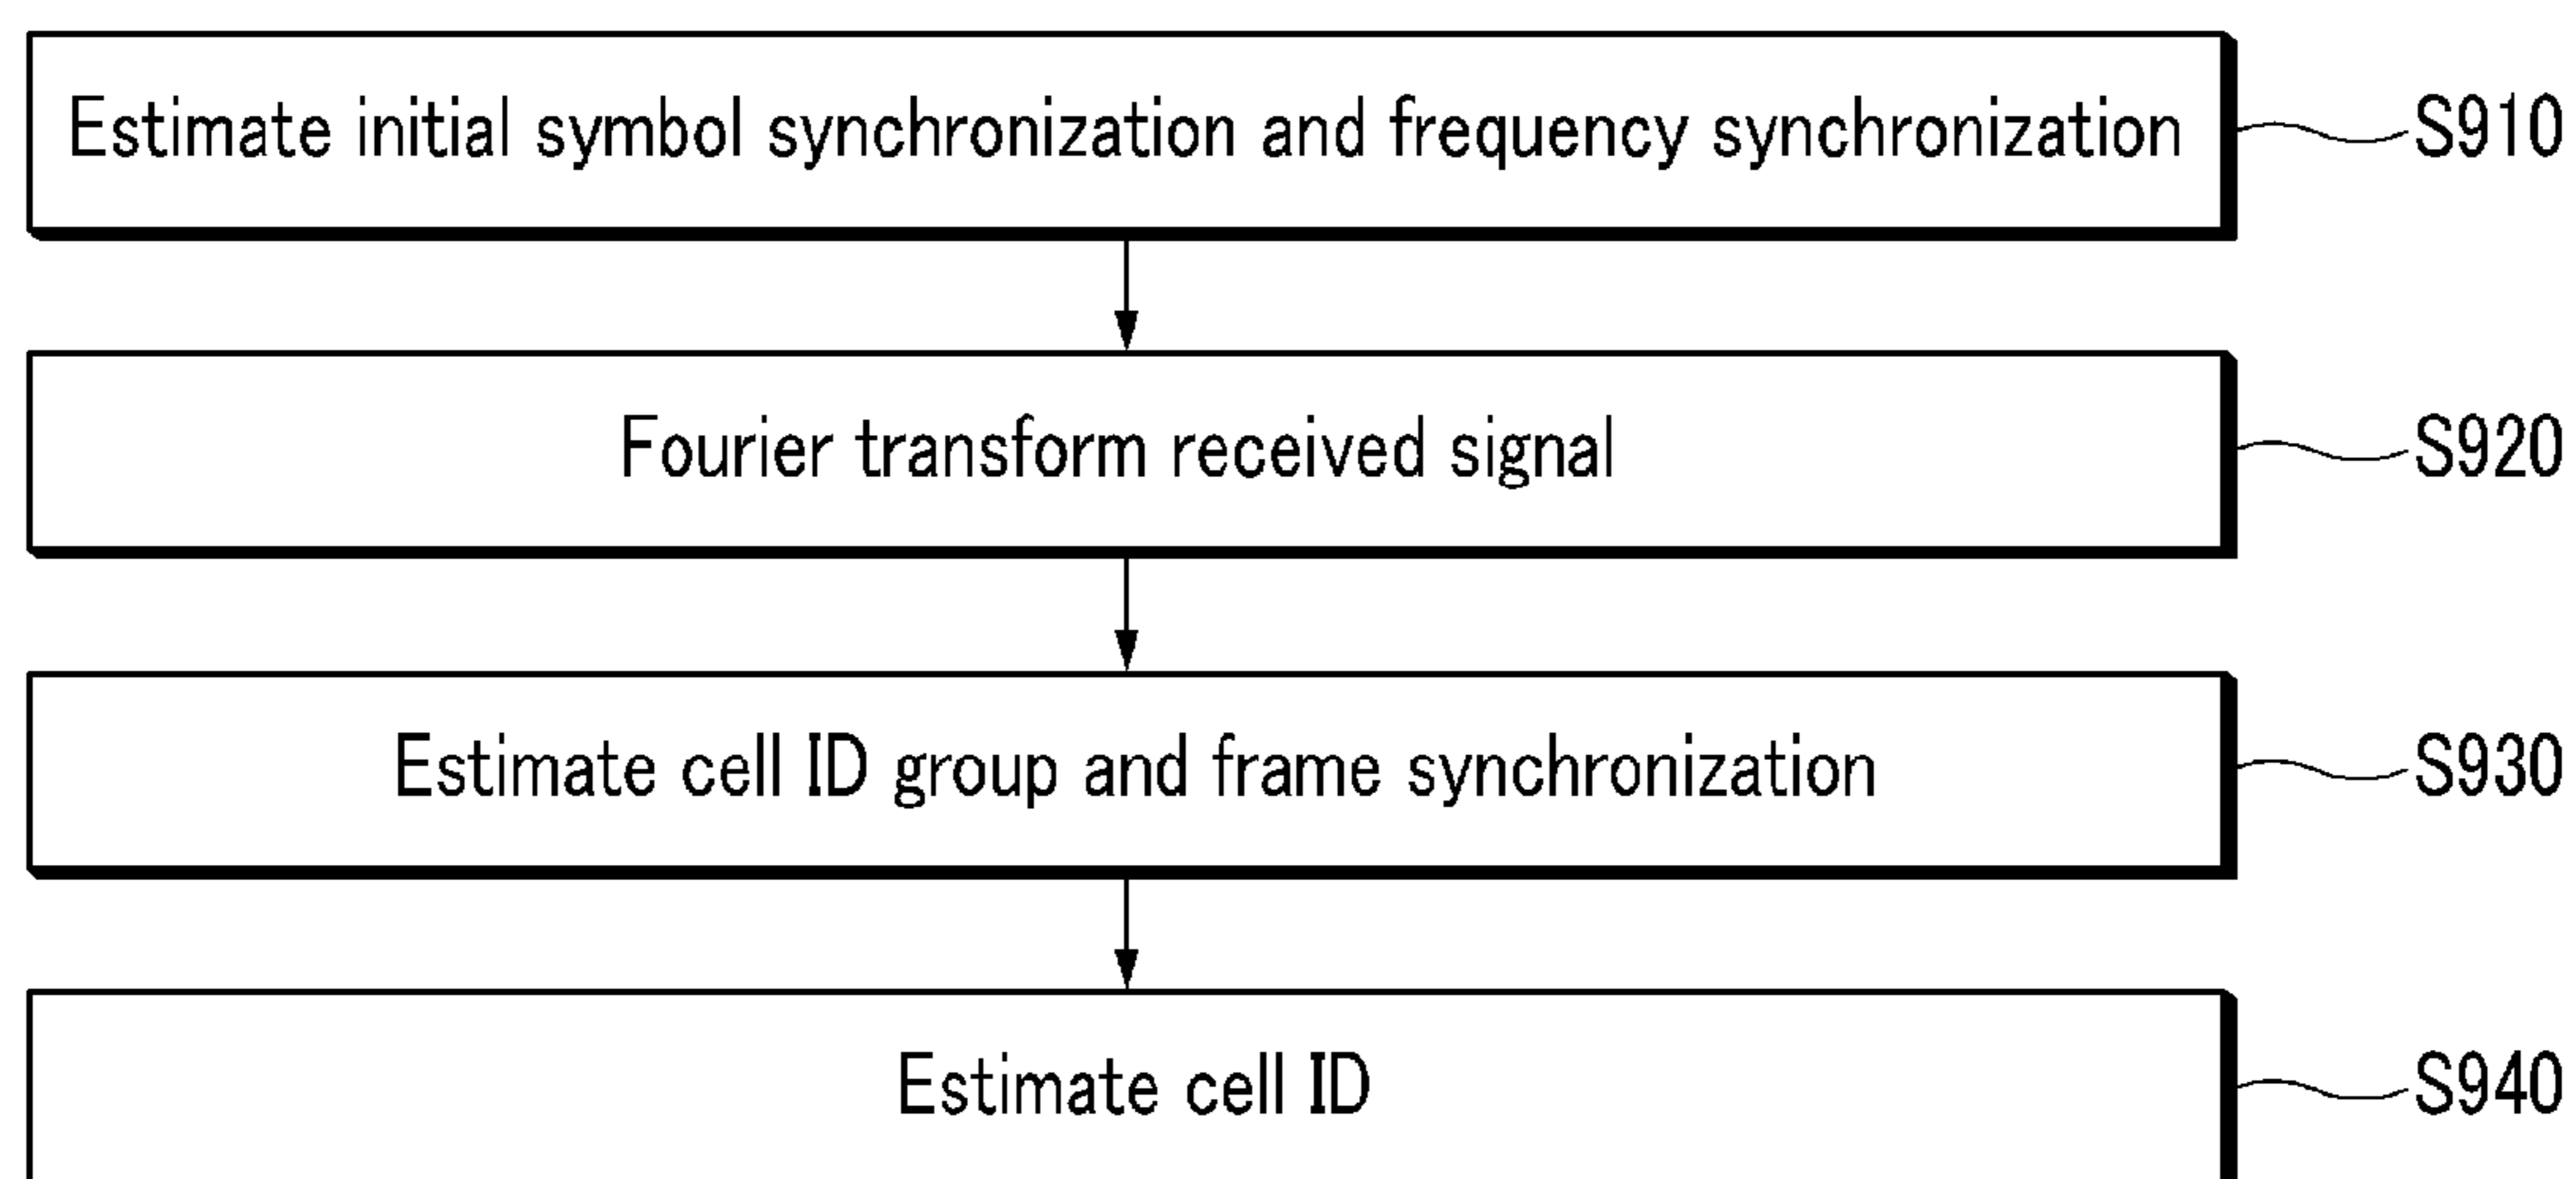 Estimate initial symbol synchronization and frequency synchronization
S910
Fourier transform received signal
S920
Estimate cell ID group and frame synchronization
S930
Estimate cell ID
S940